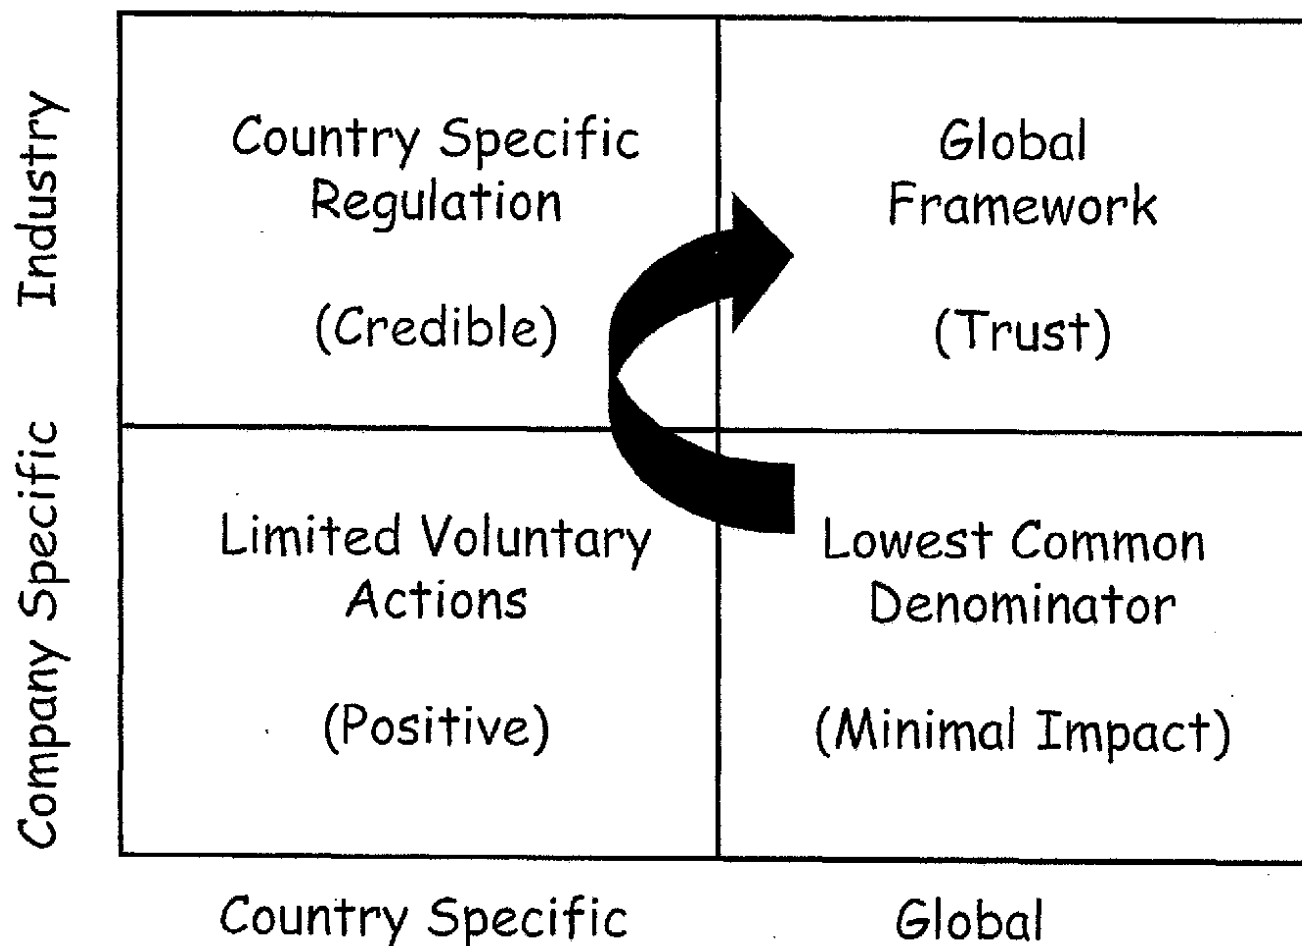 Industry
Country Specific
Regulation
(Credible)
Global
Framework
(Trust)
Company Specific
Limited Voluntary
Actions
(Positive)
Lowest Common
Denominator
(Minimal Impact)
Country Specific
Global